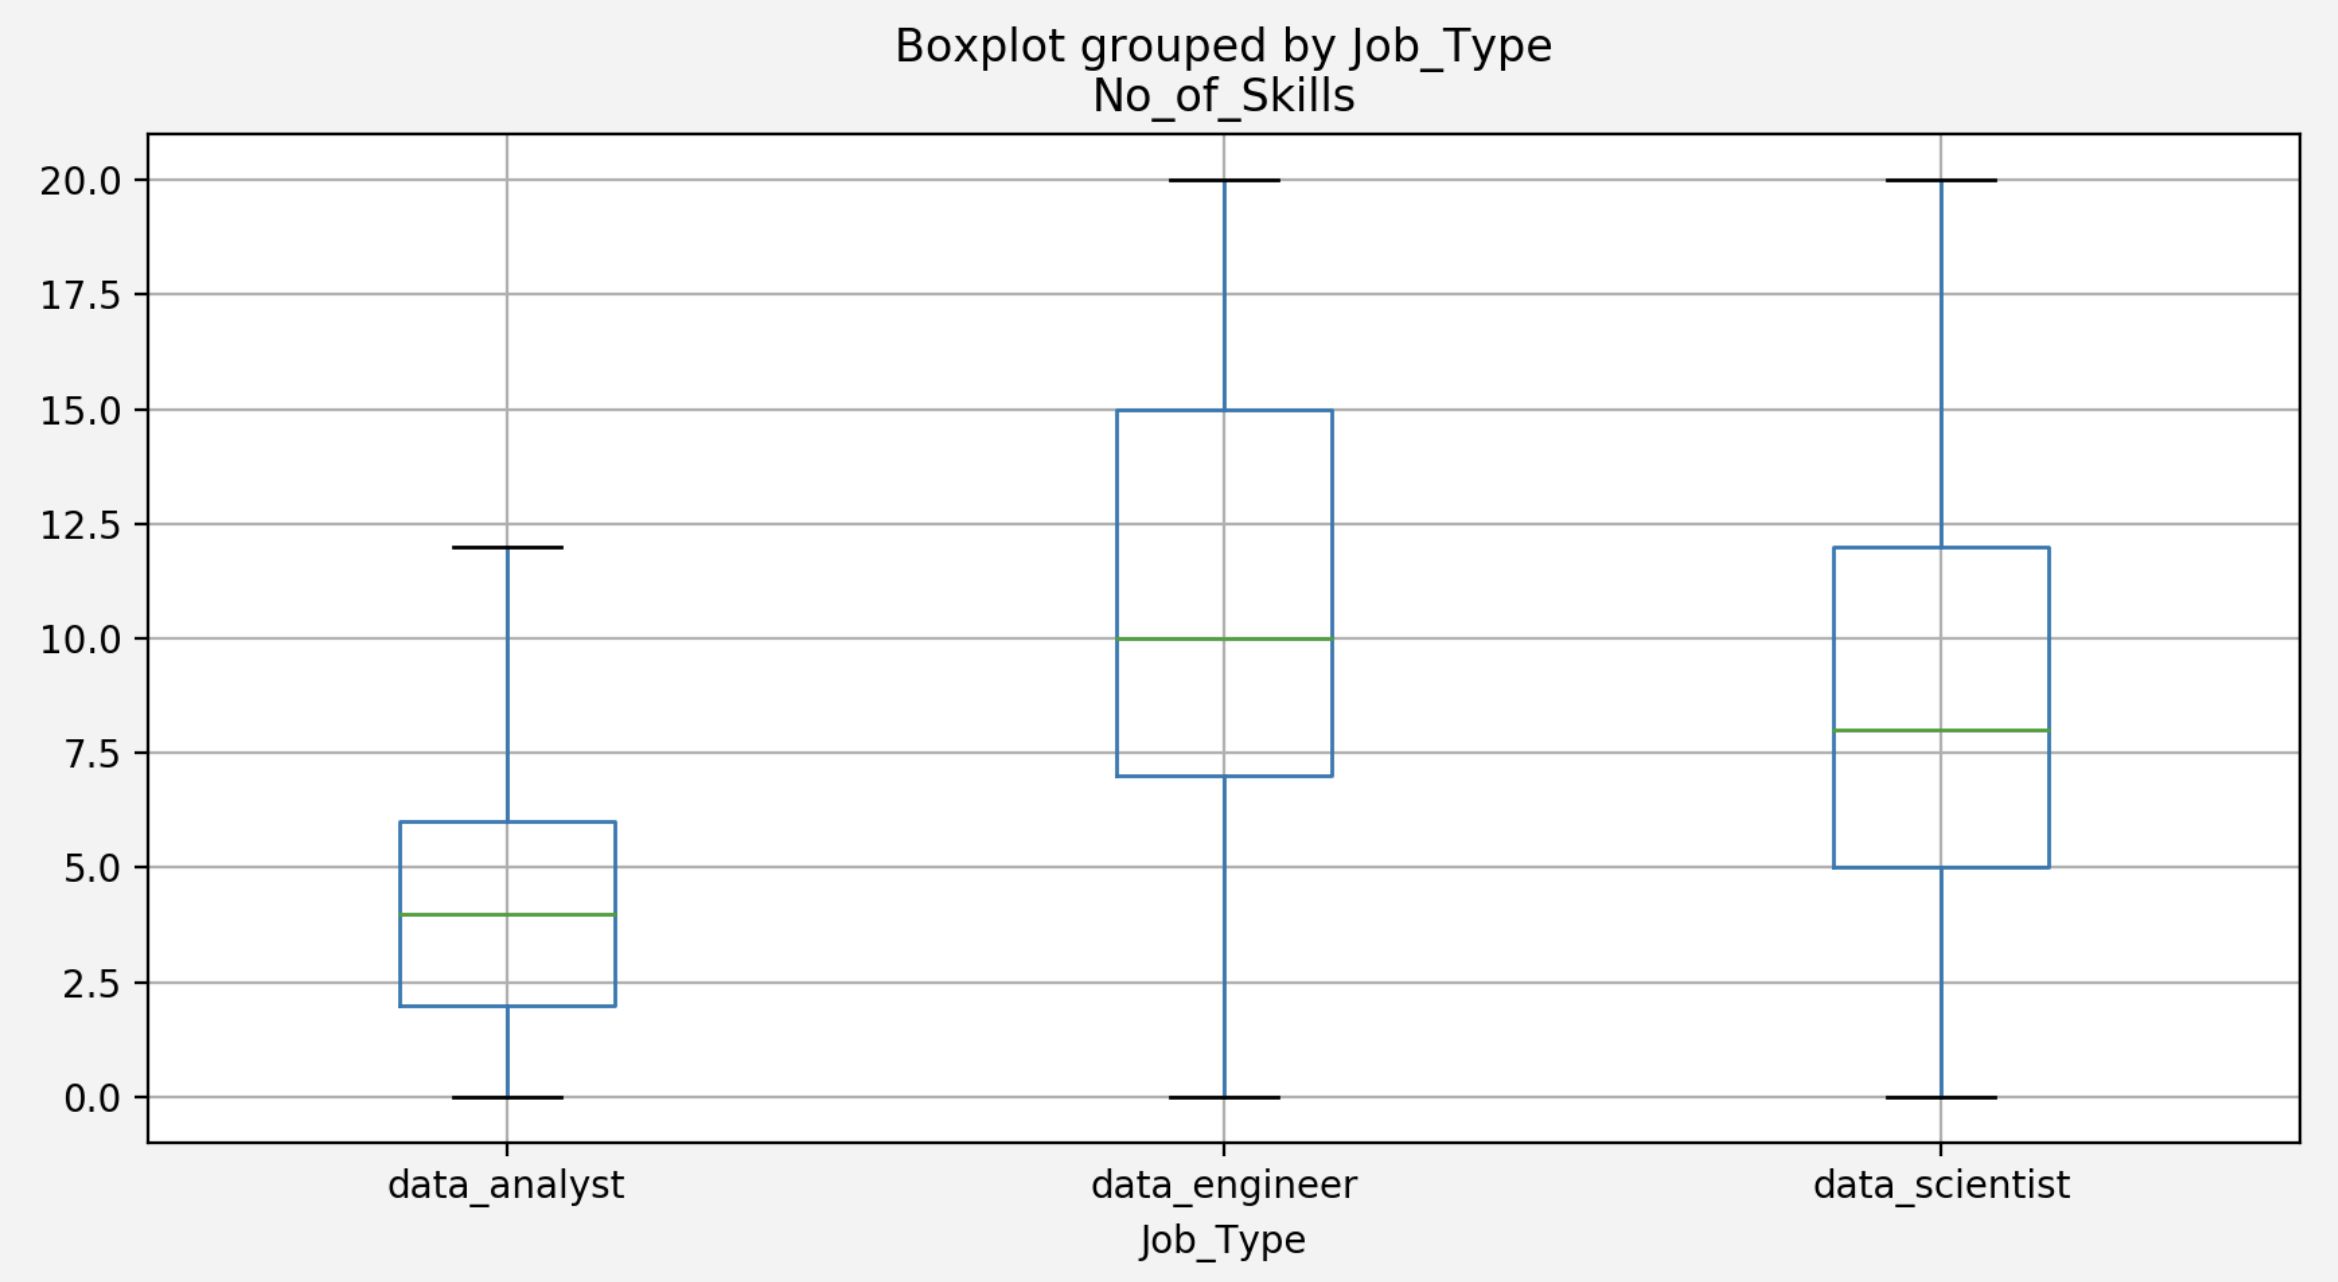 Boxplot grouped by Job_Type
No_of_Skills
20.0
17.5
15.0
12.5
10.0
7.5
5.0
2.5
0.0
data_analyst data_engineer data_scientist
Job_Type